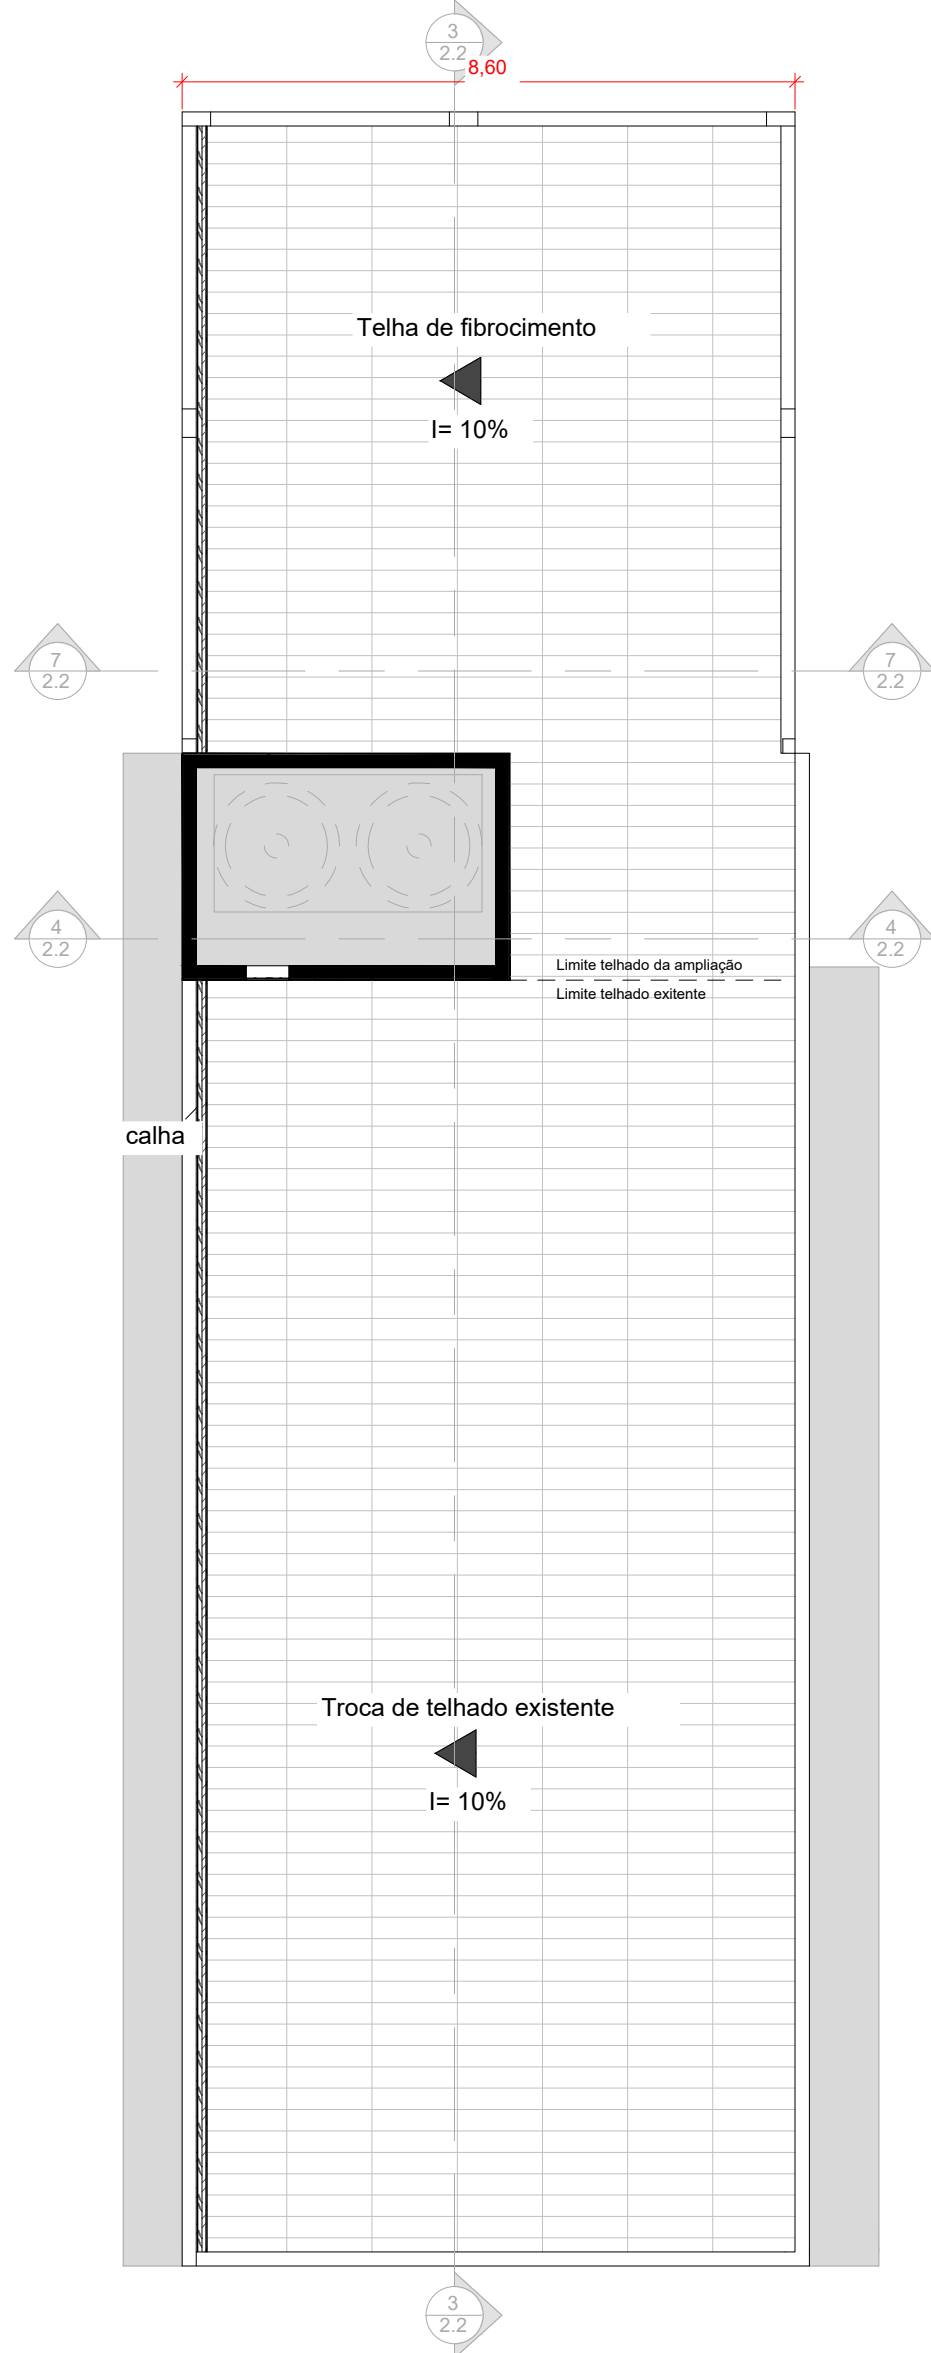 3
2.2
8,60
Telha de fibrocimento
I= 10%
7
2.2
7
2.2
4
2.2
4
2.2
Limite telhado da ampliação
Limite telhado exitente
calha
Troca de telhado existente
I= 10%
3
2.2